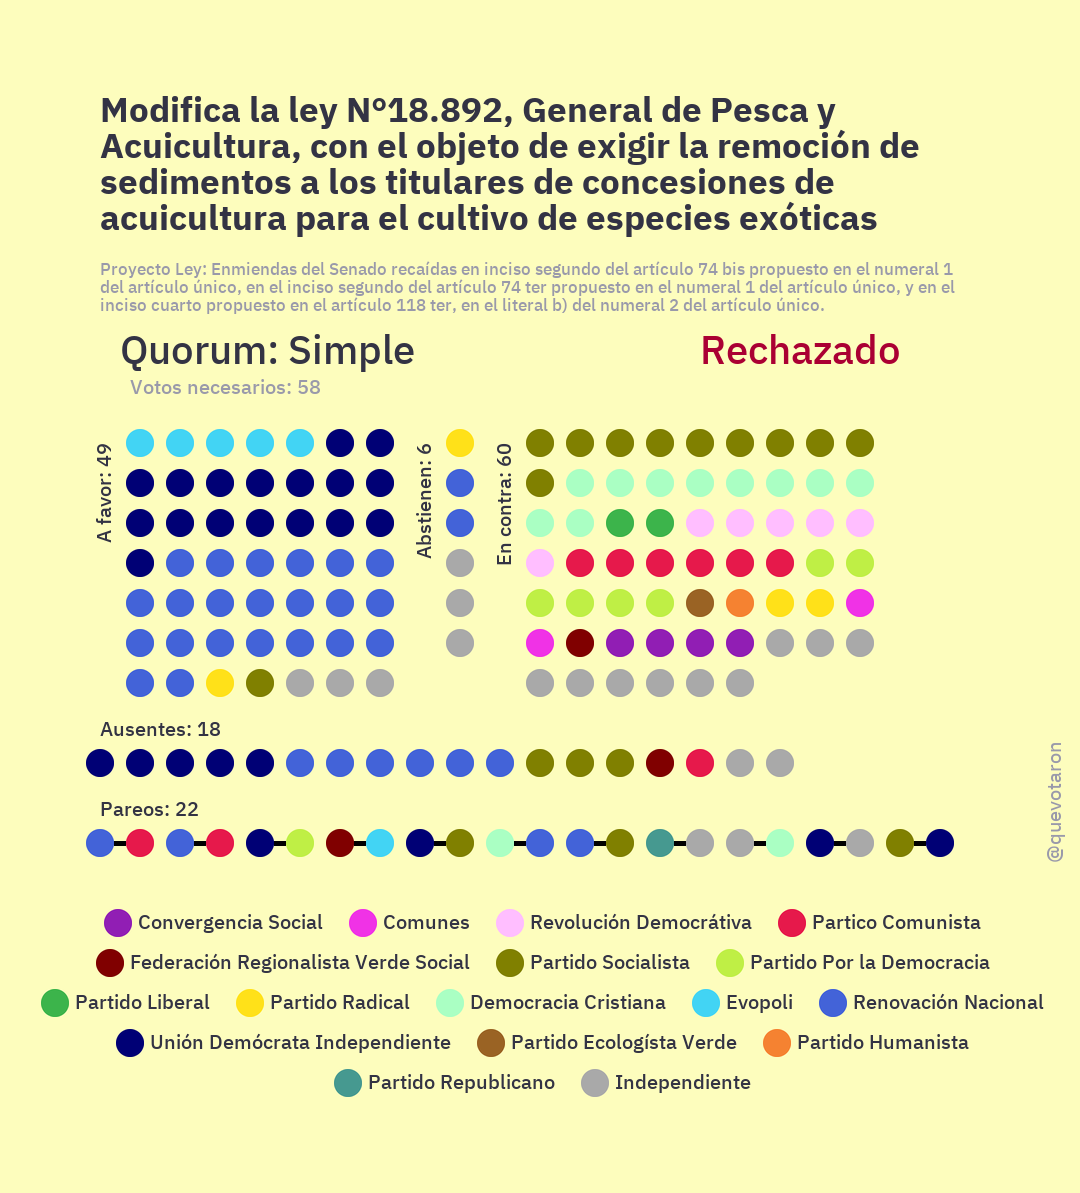 Modifica la ley N°18.892, General de Pesca y
Acuicultura, con el objeto de exigir la remoción de
sedimentos a los titulares de concesiones de
acuicultura para el cultivo de especies exóticas
Proyecto Ley: Enmiendas del Senado recaídas en inciso segundo del artículo 74 bis propuesto en el numeral 1
del artículo único, en el inciso segundo del artículo 74 ter propuesto en el numeral 1 del artículo único, y en el
inciso cuarto propuesto en el artículo 118 ter, en el literal b) del numeral 2 del artículo único.
Quorum: Simple
Rechazado
Votos necesarios: 58
A favor: 49
Abstienen: 6
En contra: 60
Ausentes: 18
Pareos: 22
@quevotaron
Convergencia Social Comunes Revolución Democrátiva Partico Comunista
Federación Regionalista Verde Social Partido Socialista Partido Por la Democracia
Partido Liberal Partido Radical Democracia Cristiana Evopoli Renovación Nacional
Unión Demócrata Independiente Partido Ecologísta Verde Partido Humanista
Partido Republicano Independiente